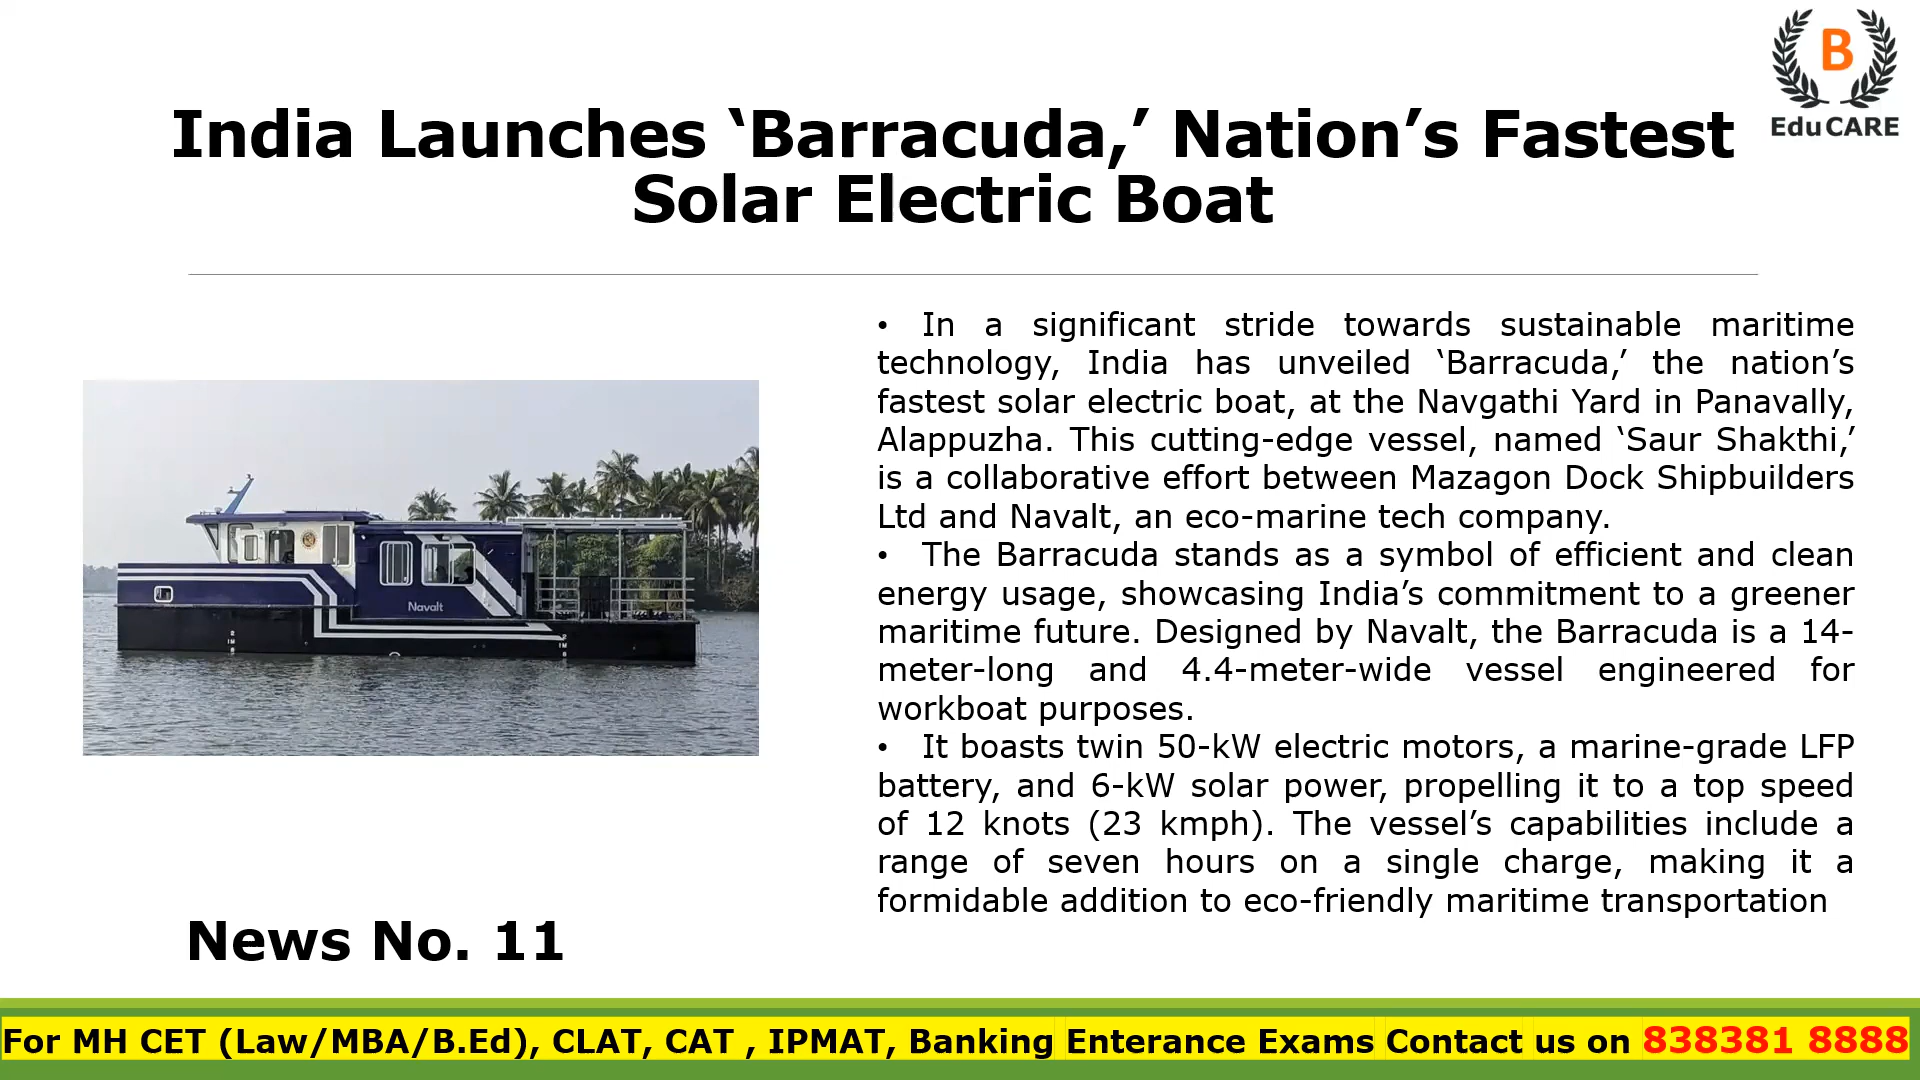 B
EduCARE
India Launches ‘Barracuda,’ Nation’s Fastest
Solar Electric Boat
• In a significant stride towards sustainable maritime
technology, India has unveiled ‘Barracuda,’ the nation’s
fastest solar electric boat, at the Navgathi Yard in Panavally,
Alappuzha. This cutting-edge vessel, named ‘Saur Shakthi,’
is a collaborative effort between Mazagon Dock Shipbuilders
Ltd and Navalt, an eco-marine tech company.
• The Barracuda stands as a symbol of efficient and clean
energy usage, showcasing India’s commitment to a greener
maritime future. Designed by Navalt, the Barracuda is a 14-
meter-long and 4.4-meter-wide vessel engineered for
workboat purposes.
• It boasts twin 50-kW electric motors, a marine-grade LFP
battery, and 6-kW solar power, propelling it to a top speed
of 12 knots (23 kmph). The vessel’s capabilities include a
range of seven hours on a single charge, making it a
formidable addition to eco-friendly maritime transportation
Navalt
News No. 11
For MH CET (Law/MBA/B.Ed), CLAT, CAT , IPMAT, Banking Enterance Exams Contact us on 838381 8888